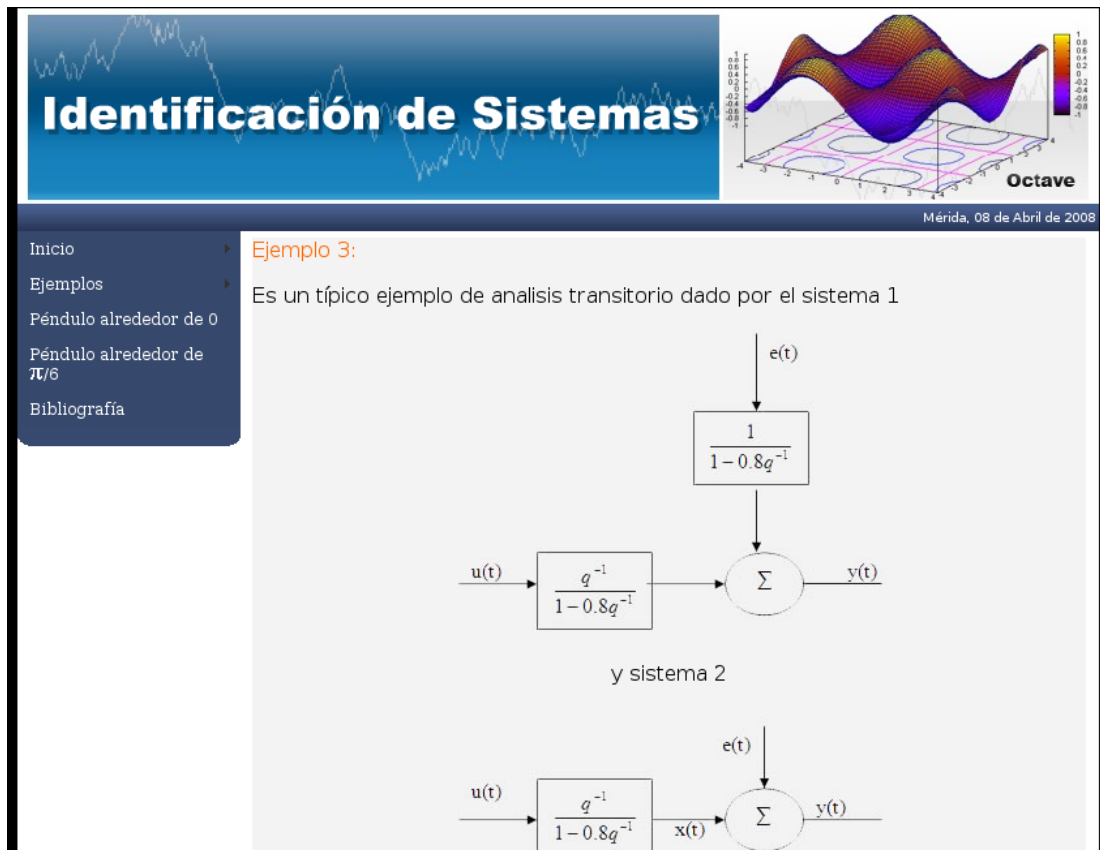 Identificación de Sistemas
Octave
Mérida, 08 de Abril de 2008
Inicio
Ejemplos
Péndulo alrededor de 0
Péndulo alrededor de
π/6
Bibliografía
Ejemplo 3:
Es un típico ejemplo de analisis transitorio dado por el sistema 1
e(t)
1
1 − 0.8q⁻¹
u(t)
q⁻¹
1 − 0.8q⁻¹
Σ
y(t)
y sistema 2
e(t)
u(t)
q⁻¹
1 − 0.8q⁻¹
x(t)
Σ
y(t)